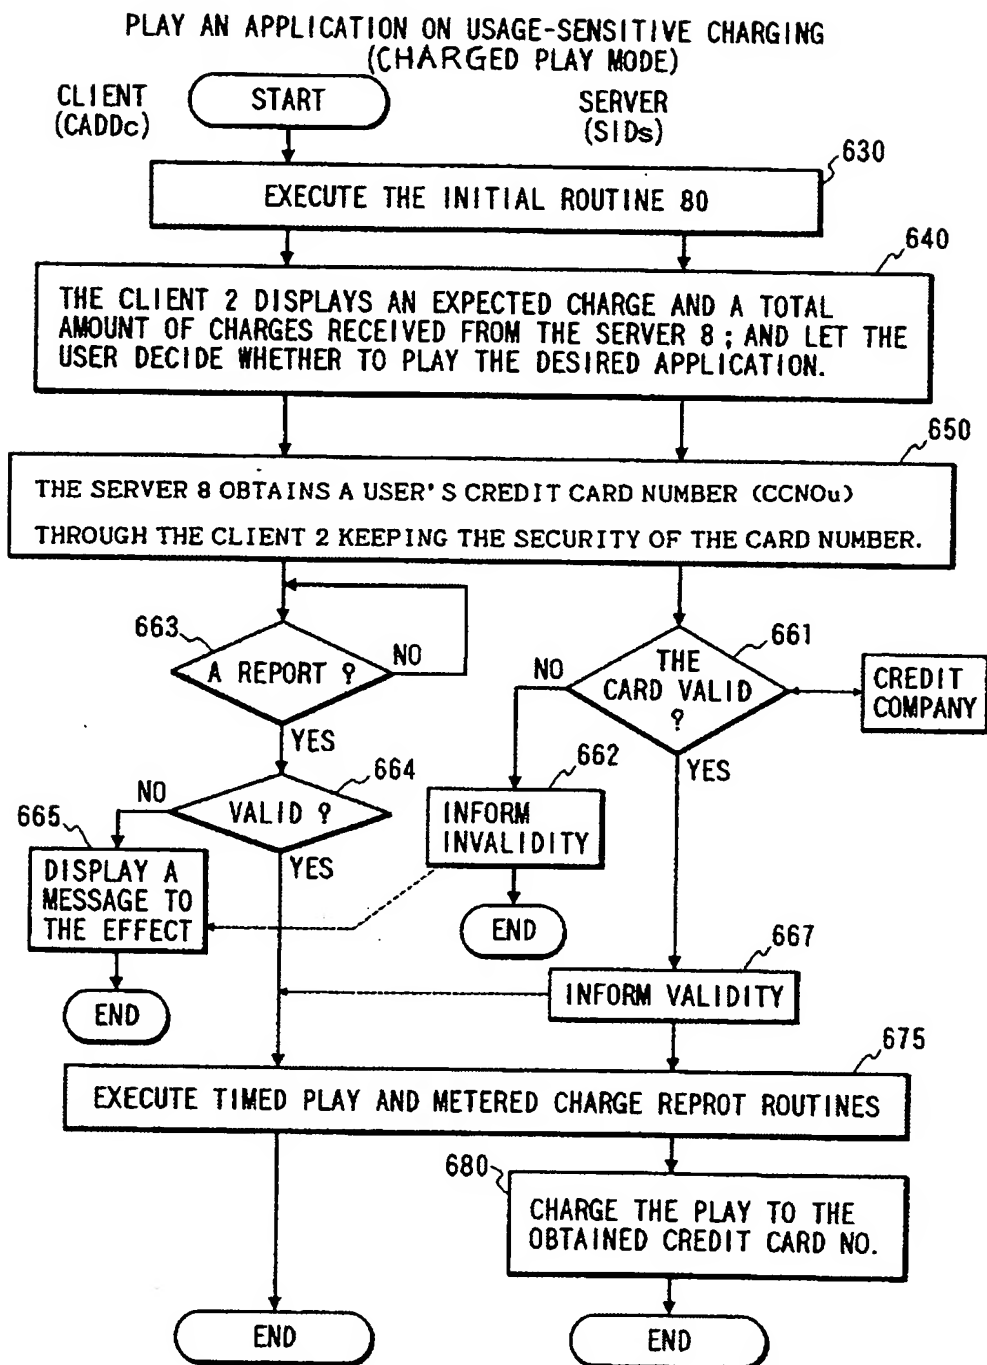 PLAY AN APPLICATION ON USAGE-SENSITIVE CHARGING
(CHARGED PLAY MODE)
CLIENT
(CADDc)
START
SERVER
(SIDs)
630
EXECUTE THE INITIAL ROUTINE 80
640
THE CLIENT 2 DISPLAYS AN EXPECTED CHARGE AND A TOTAL
AMOUNT OF CHARGES RECEIVED FROM THE SERVER 8; AND LET THE
USER DECIDE WHETHER TO PLAY THE DESIRED APPLICATION.
650
THE SERVER 8 OBTAINS A USER'S CREDIT CARD NUMBER (CCNOu)
THROUGH THE CLIENT 2 KEEPING THE SECURITY OF THE CARD NUMBER.
663
A REPORT ?
NO
YES
661
THE
CARD VALID
?
NO
YES
CREDIT
COMPANY
664
VALID ?
NO
YES
662
INFORM
INVALIDITY
END
665
DISPLAY A
MESSAGE TO
THE EFFECT
END
667
INFORM VALIDITY
675
EXECUTE TIMED PLAY AND METERED CHARGE REPROT ROUTINES
680
CHARGE THE PLAY TO THE
OBTAINED CREDIT CARD NO.
END
END